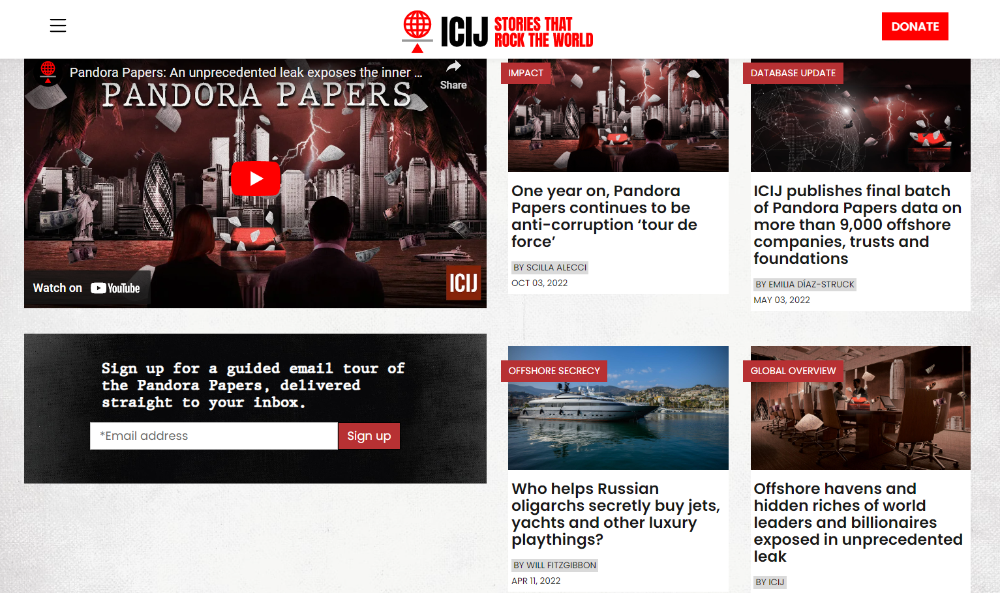 ICIJ STORIES THAT
ROCK THE WORLD
DONATE
Pandora Papers: An unprecedented leak exposes the inner ...
Share
PANDORA PAPERS
Watch on YouTube
ICIJ
Sign up for a guided email tour of
the Pandora Papers, delivered
straight to your inbox.
*Email address
Sign up
IMPACT
One year on, Pandora
Papers continues to be
anti-corruption ‘tour de
force’
BY SCILLA ALECCI
OCT 03, 2022
DATABASE UPDATE
ICIJ publishes final batch
of Pandora Papers data on
more than 9,000 offshore
companies, trusts and
foundations
BY EMILIA DÍAZ-STRUCK
MAY 03, 2022
OFFSHORE SECRECY
Who helps Russian
oligarchs secretly buy jets,
yachts and other luxury
playthings?
BY WILL FITZGIBBON
APR 11, 2022
GLOBAL OVERVIEW
Offshore havens and
hidden riches of world
leaders and billionaires
exposed in unprecedented
leak
BY ICIJ